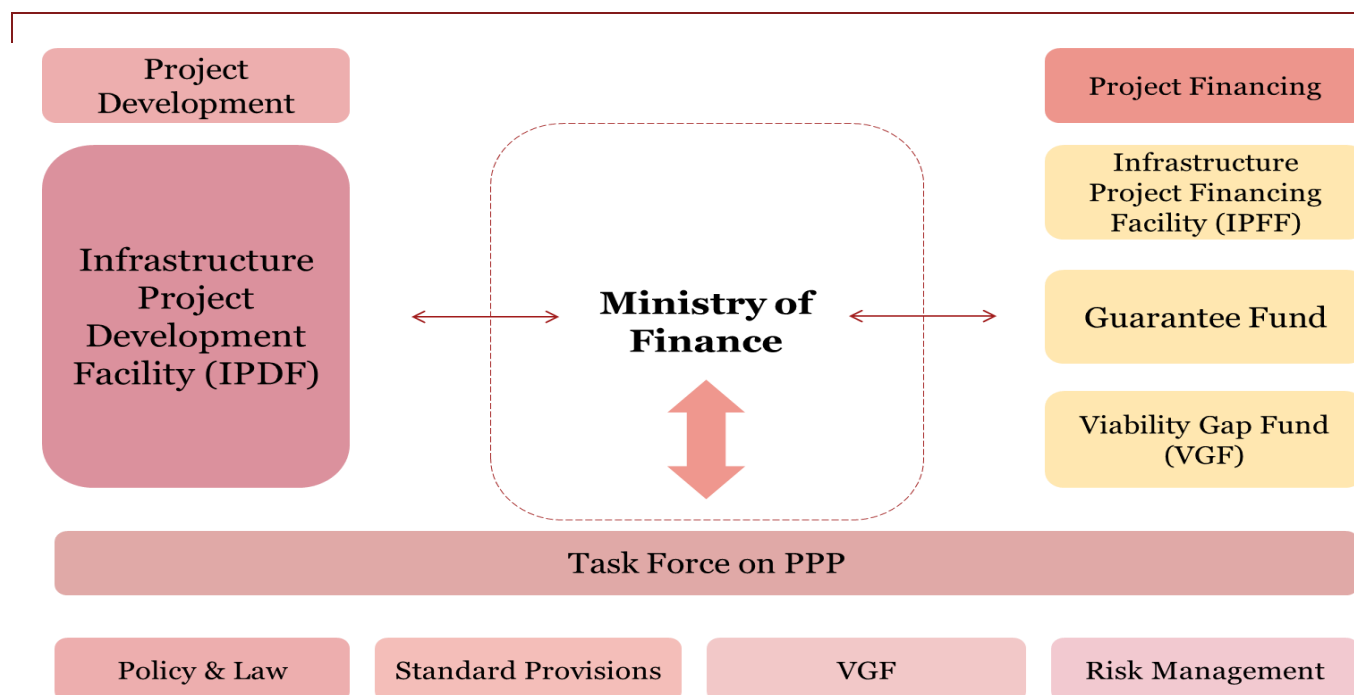 Project
Development
Infrastructure
Project
Development
Facility (IPDF)
Ministry of
Finance
Project Financing
Infrastructure
Project Financing
Facility (IPFF)
Guarantee Fund
Viability Gap Fund
(VGF)
Task Force on PPP
Policy & Law
Standard Provisions
VGF
Risk Management